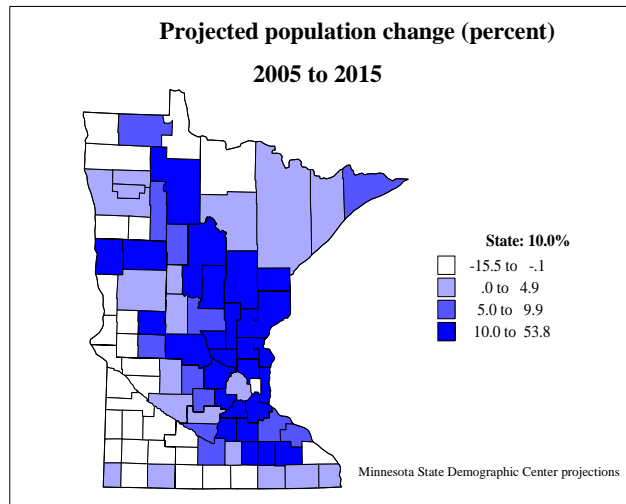 Projected population change (percent)
2005 to 2015
State: 10.0%
-15.5 to -.1
.0 to 4.9
5.0 to 9.9
10.0 to 53.8
Minnesota State Demographic Center projections